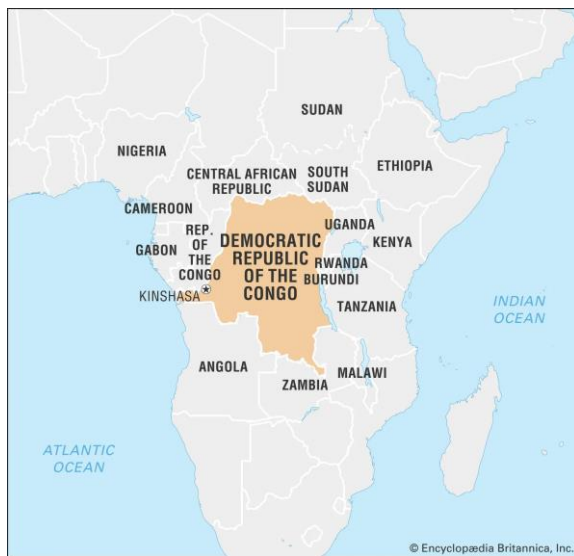 SUDAN
NIGERIA
ETHIOPIA
CENTRAL AFRICAN
REPUBLIC
SOUTH
SUDAN
CAMEROON
UGANDA
REP.
OF
THE
CONGO
GABON
KENYA
DEMOCRATIC
REPUBLIC
OF THE
CONGO
RWANDA
BURUNDI
KINSHASA
TANZANIA
INDIAN
OCEAN
ANGOLA
MALAWI
ZAMBIA
ATLANTIC
OCEAN
© Encyclopædia Britannica, Inc.